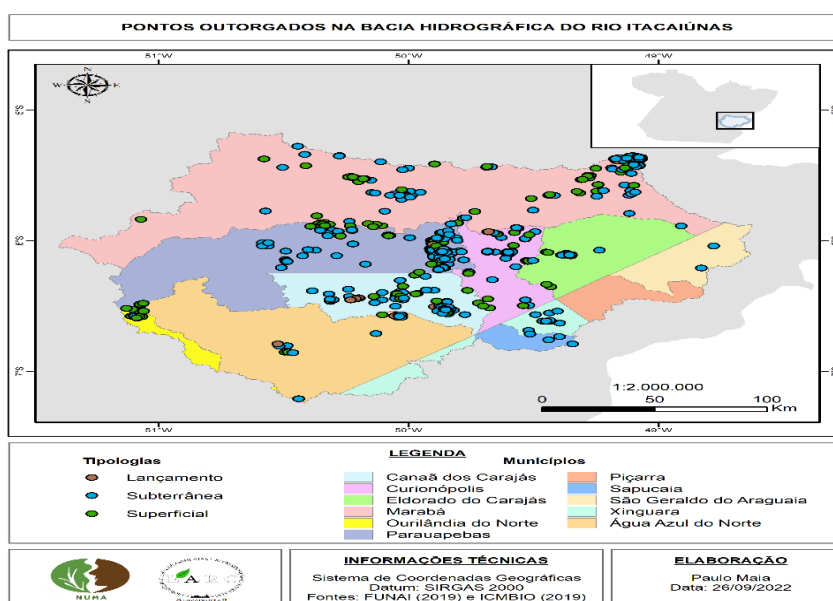 PONTOS OUTORGADOS NA BACIA HIDROGRÁFICA DO RIO ITACAIÚNAS
51°W 50°W 49°W
N
W E
S
1:2.000.000
0 50 100
Km
51°W 50°W 49°W
LEGENDA
Tipologias
Lançamento
Subterrânea
Superficial
Municípios
Canaã dos Carajás
Curionópolis
Eldorado do Carajás
Marabá
Ourilândia do Norte
Parauapebas
Piçarra
Sapucaia
São Geraldo do Araguaia
Xinguara
Água Azul do Norte
NUMA
INFORMAÇÕES TÉCNICAS
Sistema de Coordenadas Geográficas
Datum: SIRGAS 2000
Fontes: FUNAI (2019) e ICMBIO (2019)
ELABORAÇÃO
Paulo Maia
Data: 26/09/2022